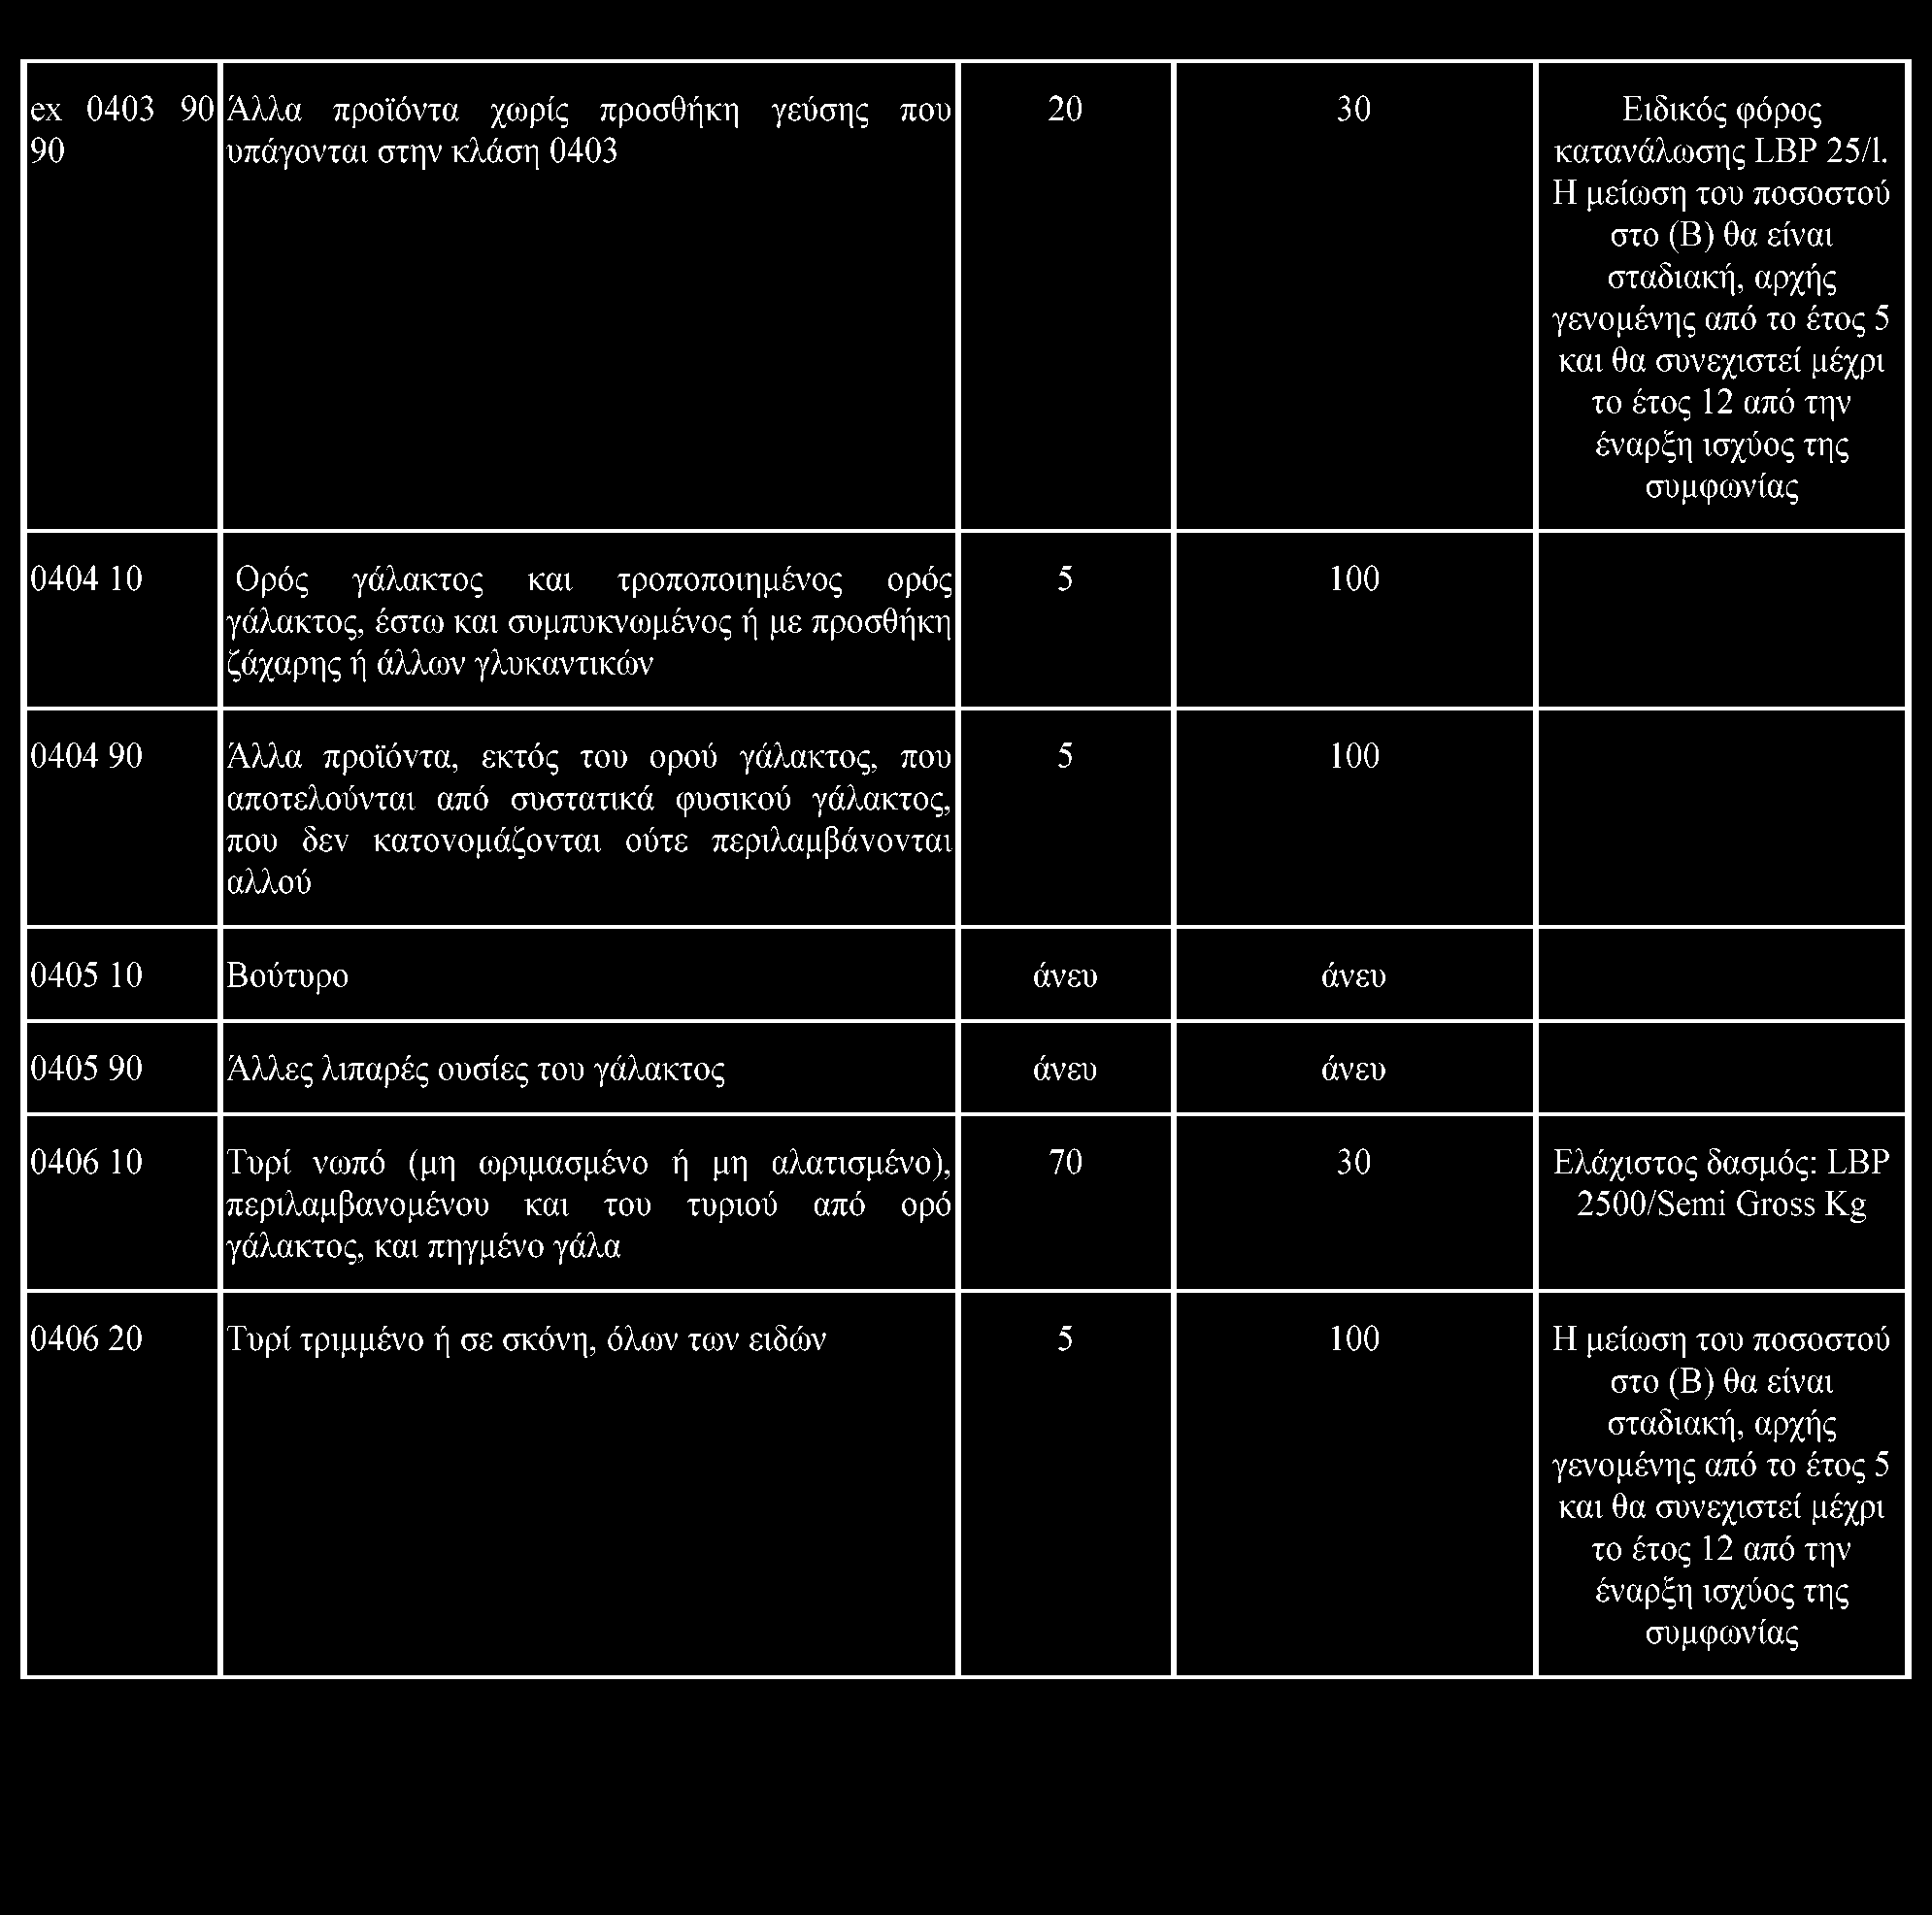 ex 0403 90 90
Άλλα προϊόντα χωρίς προσθήκη γεύσης που
υπάγονται στην κλάση 0403
20
30
Ειδικός φόρος
κατανάλωσης LBP 25/l.
Η μείωση του ποσοστού
στο (B) θα είναι
σταδιακή, αρχής
γενομένης από το έτος 5
και θα συνεχιστεί μέχρι
το έτος 12 από την
έναρξη ισχύος της
συμφωνίας
0404 10
Ορός γάλακτος και τροποποιημένος ορός
γάλακτος, έστω και συμπυκνωμένος ή με προσθήκη
ζάχαρης ή άλλων γλυκαντικών
5
100
0404 90
Άλλα προϊόντα, εκτός του ορού γάλακτος, που
αποτελούνται από συστατικά φυσικού γάλακτος,
που δεν κατονομάζονται ούτε περιλαμβάνονται
αλλού
5
100
0405 10
Βούτυρο
άνευ
άνευ
0405 90
Άλλες λιπαρές ουσίες του γάλακτος
άνευ
άνευ
0406 10
Τυρί νωπό (μη ωριμασμένο ή μη αλατισμένο),
περιλαμβανομένου και του τυριού από ορό
γάλακτος, και πηγμένο γάλα
70
30
Ελάχιστος δασμός: LBP
2500/Semi Gross Kg
0406 20
Τυρί τριμμένο ή σε σκόνη, όλων των ειδών
5
100
Η μείωση του ποσοστού
στο (B) θα είναι
σταδιακή, αρχής
γενομένης από το έτος 5
και θα συνεχιστεί μέχρι
το έτος 12 από την
έναρξη ισχύος της
συμφωνίας